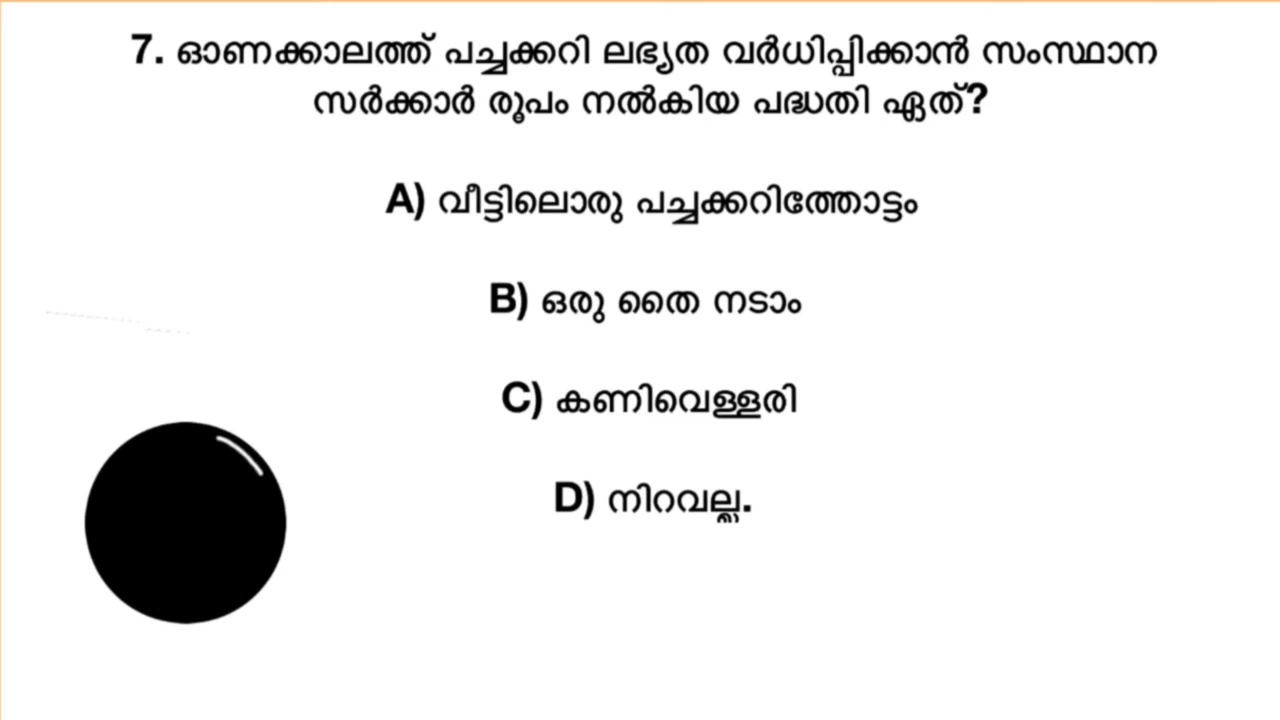 7. ഓണക്കാലത്ത് പച്ചക്കറി ലഭ്യത വർധിപ്പിക്കാൻ സംസ്ഥാന
സർക്കാർ രൂപം നൽകിയ പദ്ധതി ഏത്?
A) വീട്ടിലൊരു പച്ചക്കറിത്തോട്ടം
B) ഒരു തൈ നടാം
C) കണിവെള്ളരി
D)